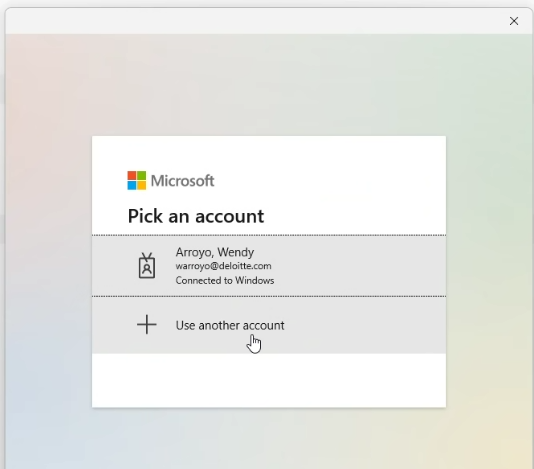 Microsoft
Pick an account
Arroyo, Wendy
warroyo@deloitte.com
Connected to Windows
Use another account